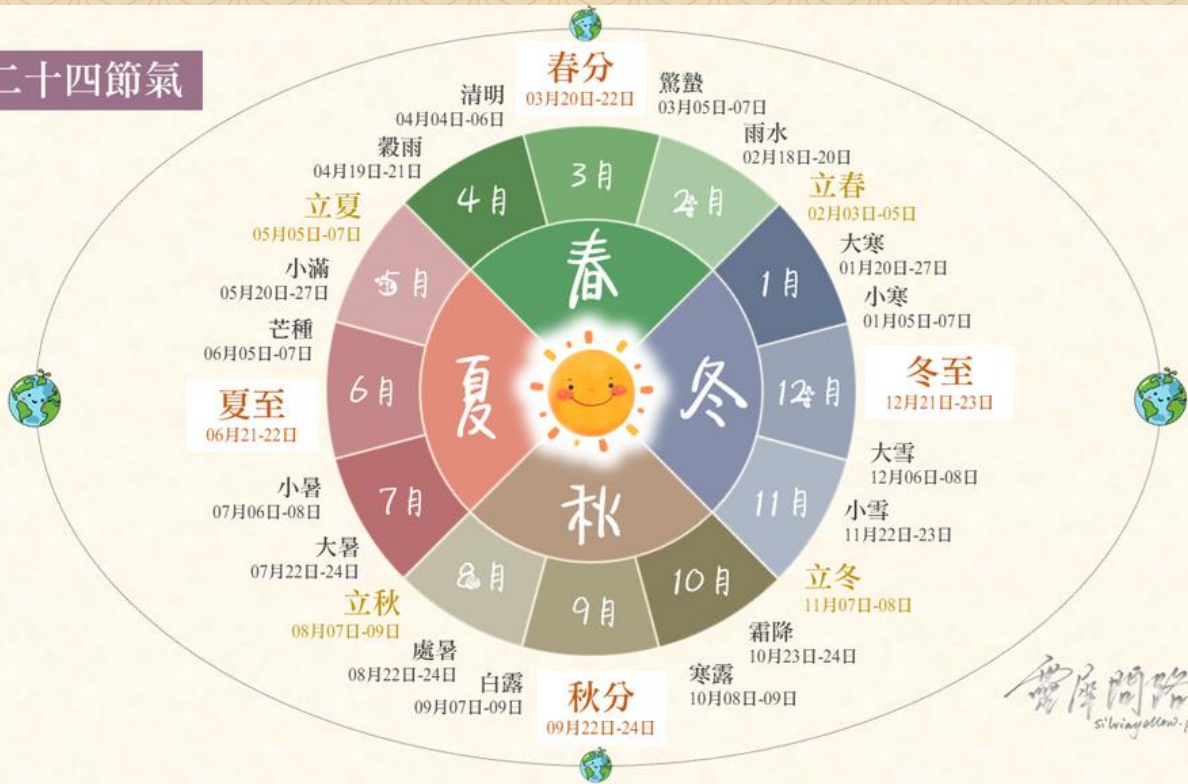 二十四節氣
春分
03月20日-22日
驚蟄
03月05日-07日
雨水
02月18日-20日
立春
02月03日-05日
大寒
01月20日-27日
小寒
01月05日-07日
冬至
12月21日-23日
大雪
12月06日-08日
小雪
11月22日-23日
立冬
11月07日-08日
霜降
10月23日-24日
寒露
10月08日-09日
秋分
09月22日-24日
白露
09月07日-09日
處暑
08月22日-24日
立秋
08月07日-09日
大暑
07月22日-24日
小暑
07月06日-08日
夏至
06月21-22日
芒種
06月05日-07日
小滿
05月20日-27日
立夏
05月05日-07日
穀雨
04月19日-21日
清明
04月04日-06日
4月
3月
2月
1月
12月
11月
10月
9月
8月
7月
6月
5月
春
夏
冬
秋
靈犀問路